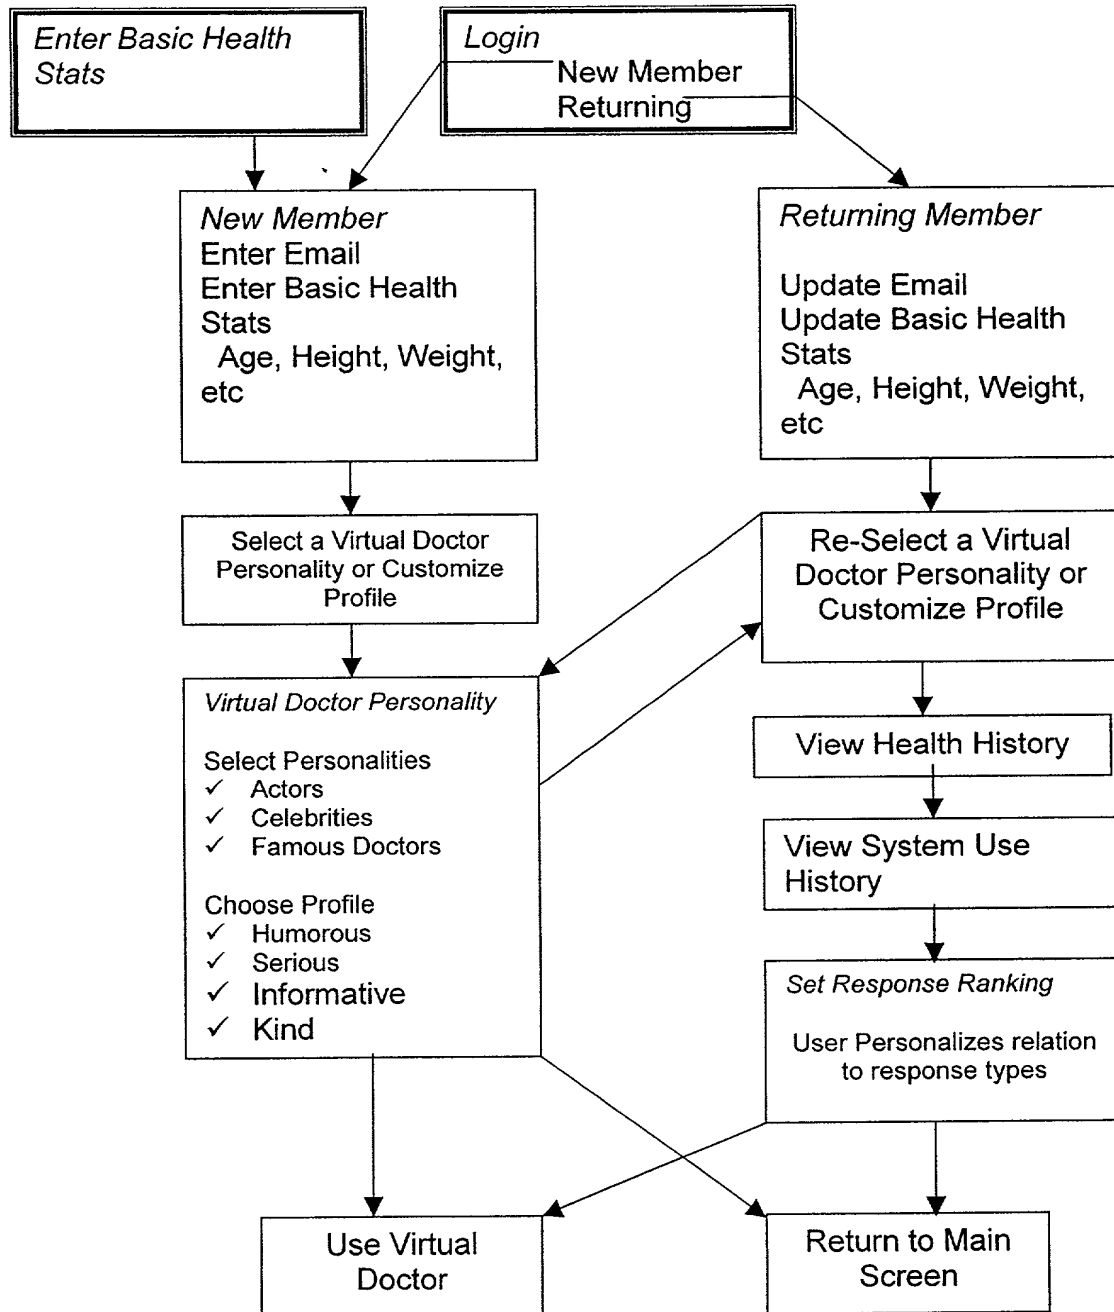 Enter Basic Health
Stats
Login
New Member
Returning
New Member
Enter Email
Enter Basic Health
Stats
Age, Height, Weight,
etc
Returning Member
Update Email
Update Basic Health
Stats
Age, Height, Weight,
etc
Select a Virtual Doctor
Personality or Customize
Profile
Re-Select a Virtual
Doctor Personality or
Customize Profile
Virtual Doctor Personality
Select Personalities
✓ Actors
✓ Celebrities
✓ Famous Doctors
Choose Profile
✓ Humorous
✓ Serious
✓ Informative
✓ Kind
View Health History
View System Use
History
Set Response Ranking
User Personalizes relation
to response types
Use Virtual
Doctor
Return to Main
Screen